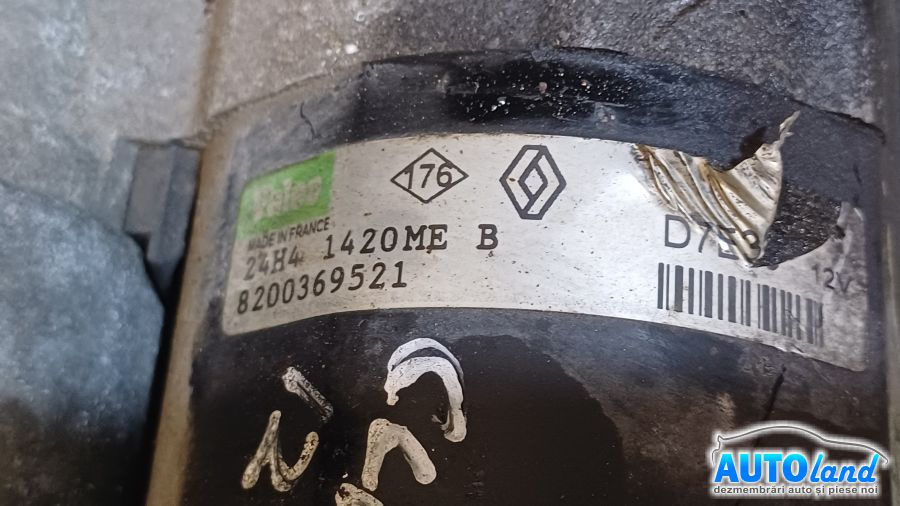 Valeo
176
MADE IN FRANCE
24H4 1420ME B
8200369521
12V
AUTOland
dezmembrări auto și piese noi